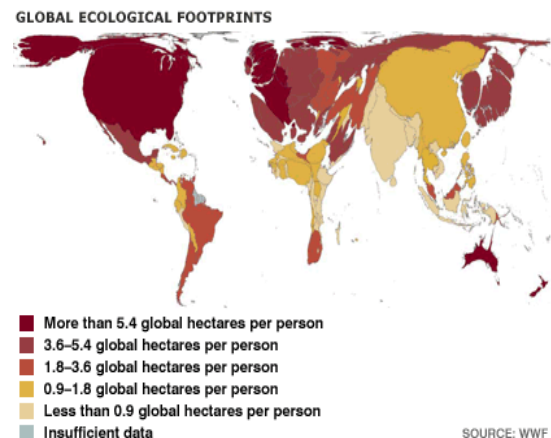 GLOBAL ECOLOGICAL FOOTPRINTS
More than 5.4 global hectares per person
3.6–5.4 global hectares per person
1.8–3.6 global hectares per person
0.9–1.8 global hectares per person
Less than 0.9 global hectares per person
Insufficient data
SOURCE: WWF